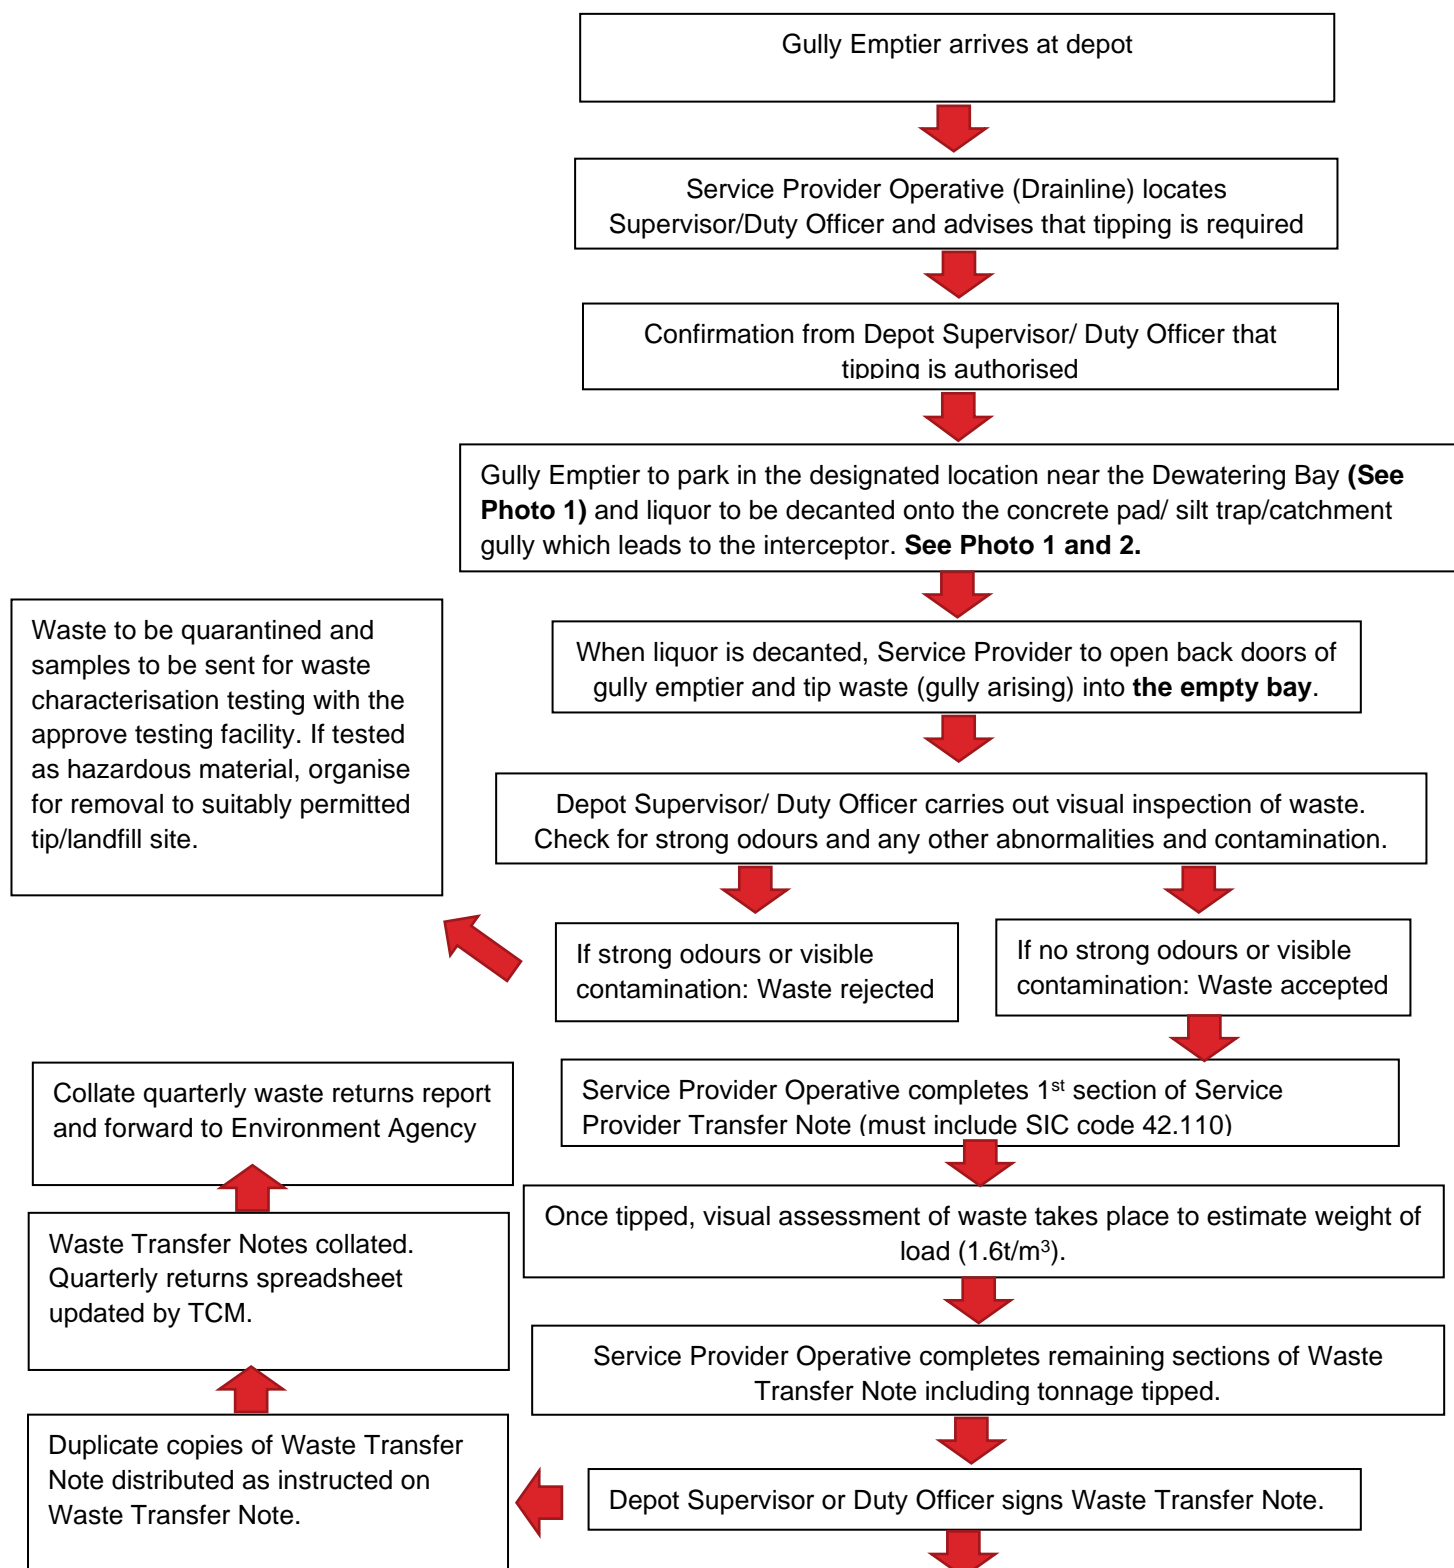 Gully Emptier arrives at depot
Service Provider Operative (Drainline) locates
Supervisor/Duty Officer and advises that tipping is required
Confirmation from Depot Supervisor/ Duty Officer that
tipping is authorised
Gully Emptier to park in the designated location near the Dewatering Bay (See
Photo 1) and liquor to be decanted onto the concrete pad/ silt trap/catchment
gully which leads to the interceptor. See Photo 1 and 2.
When liquor is decanted, Service Provider to open back doors of
gully emptier and tip waste (gully arising) into the empty bay.
Depot Supervisor/ Duty Officer carries out visual inspection of waste.
Check for strong odours and any other abnormalities and contamination.
If strong odours or visible
contamination: Waste rejected
Waste to be quarantined and
samples to be sent for waste
characterisation testing with the
approve testing facility. If tested
as hazardous material, organise
for removal to suitably permitted
tip/landfill site.
If no strong odours or visible
contamination: Waste accepted
Service Provider Operative completes 1st section of Service
Provider Transfer Note (must include SIC code 42.110)
Once tipped, visual assessment of waste takes place to estimate weight of
load (1.6t/m³).
Service Provider Operative completes remaining sections of Waste
Transfer Note including tonnage tipped.
Depot Supervisor or Duty Officer signs Waste Transfer Note.
Duplicate copies of Waste Transfer
Note distributed as instructed on
Waste Transfer Note.
Waste Transfer Notes collated.
Quarterly returns spreadsheet
updated by TCM.
Collate quarterly waste returns report
and forward to Environment Agency